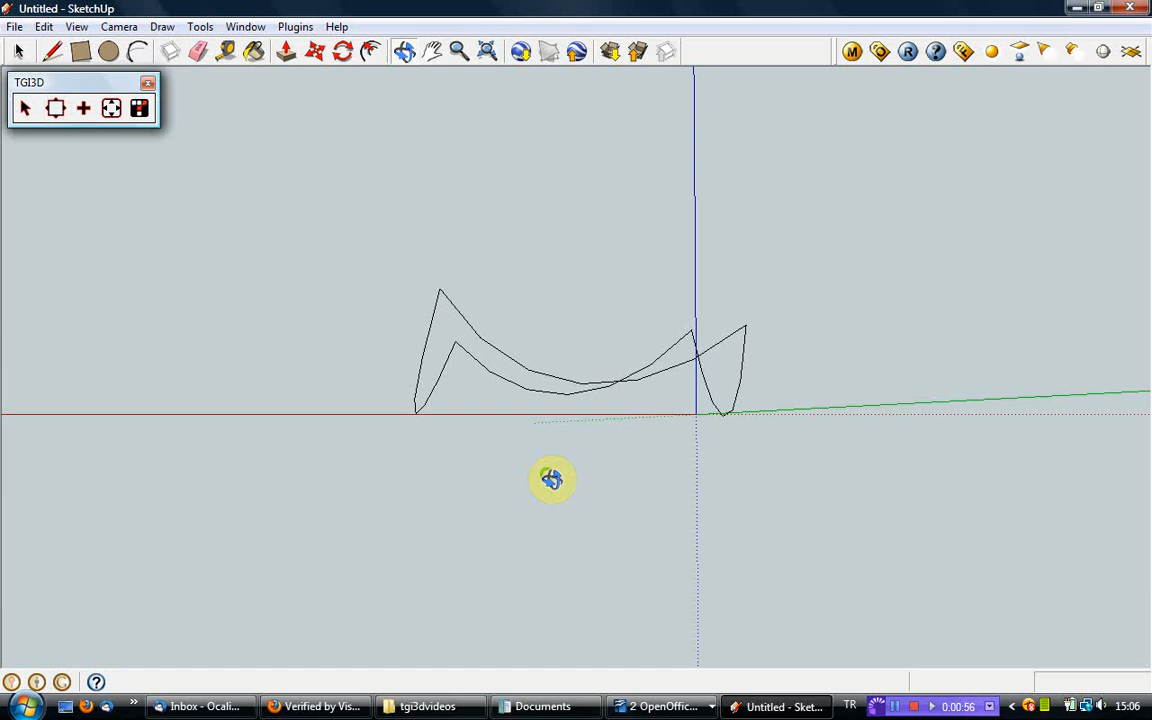 Untitled - SketchUp
File Edit View Camera Draw Tools Window Plugins Help
TGI3D
Inbox - Ocali... Verified by Vis... tgi3dvideos Documents 2 OpenOffic... Untitled - Sket... TR 0:00:56 15:06